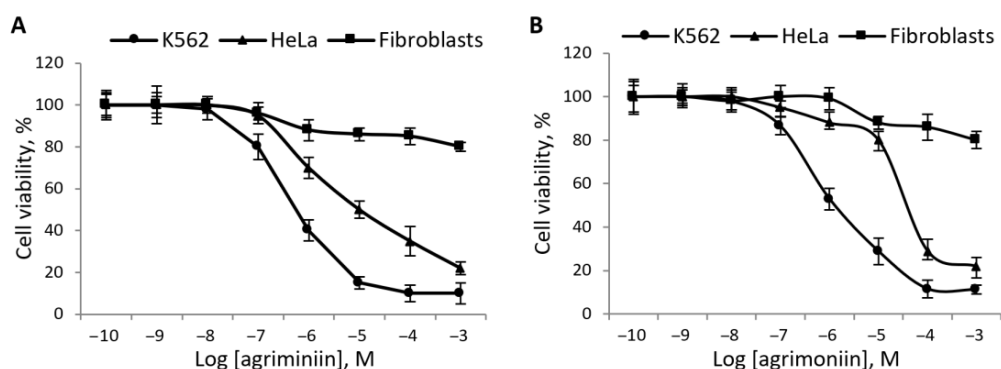 A
K562 HeLa Fibroblasts
Cell viability, %
120
100
80
60
40
20
0
−10 −9 −8 −7 −6 −5 −4 −3
Log [agriminiin], M
B
K562 HeLa Fibroblasts
Cell viability, %
120
100
80
60
40
20
0
−10 −9 −8 −7 −6 −5 −4 −3
Log [agrimoniin], M